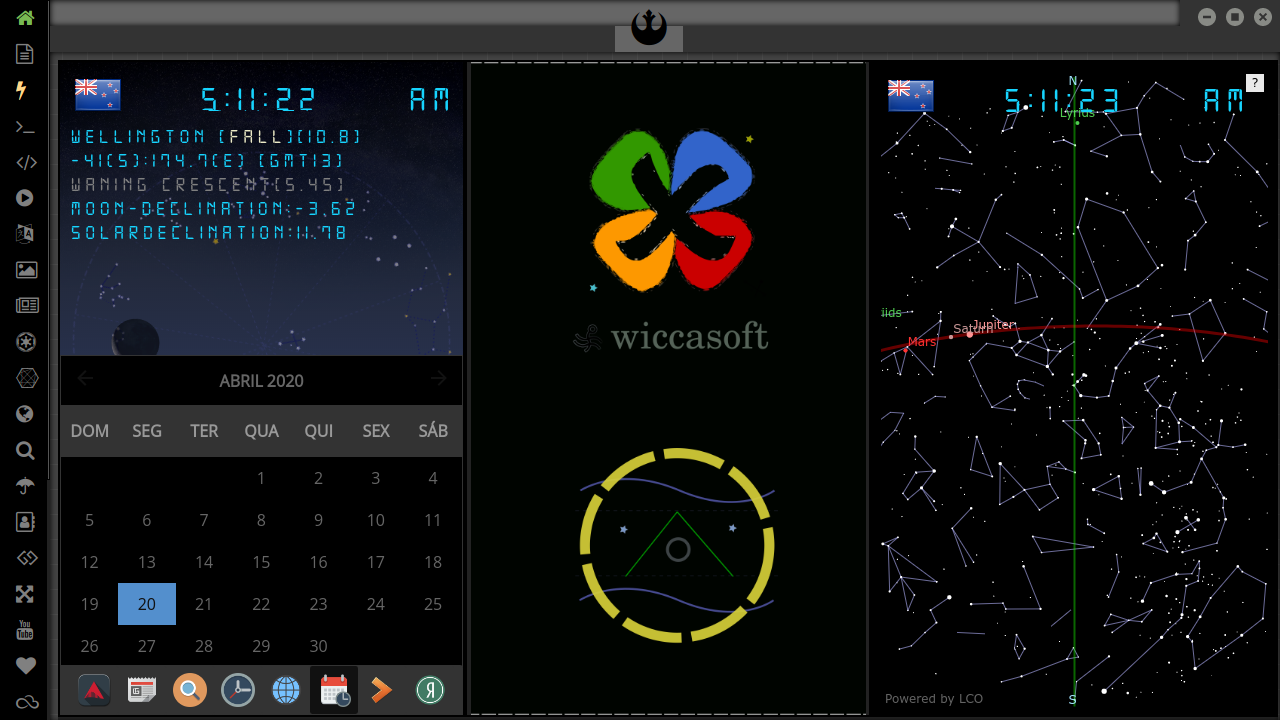 5:11:22 AM
WELLINGTON (FALL)(10.8)
-41(S):174.7(E) (GMT13)
WANING CRESCENT(5.45)
MOON-DECLINATION:-3.62
SOLARDECLINATION:11.78
ABRIL 2020
DOM SEG TER QUA QUI SEX SÁB
1 2 3 4
5 6 7 8 9 10 11
12 13 14 15 16 17 18
19 20 21 22 23 24 25
26 27 28 29 30
wiccasoft
5:11:23 AM
?
N
Lyrids
iids
Jupiter
Saturn
Mars
S
Powered by LCO
You
Tube
Я